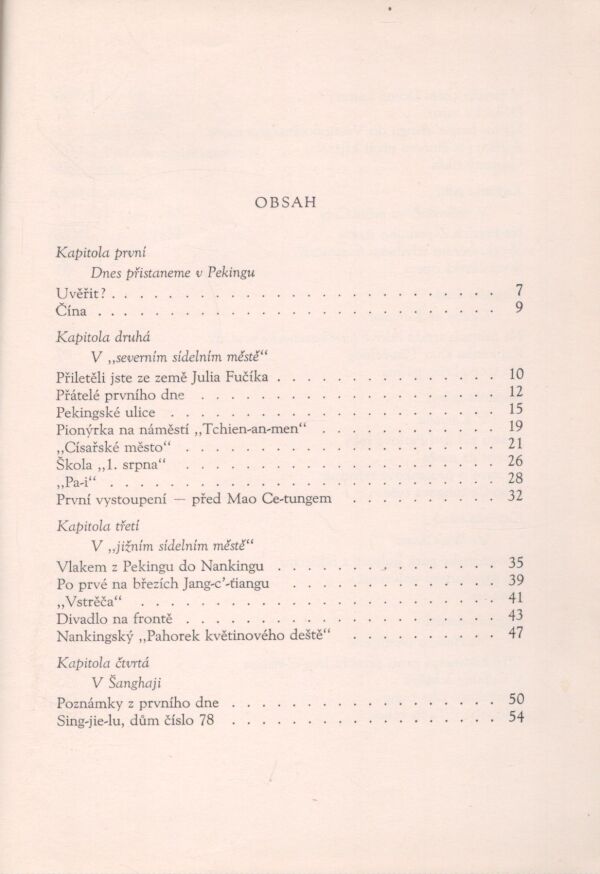 OBSAH
Kapitola první
Dnes přistaneme v Pekingu
Uvěřit? . . . . . . . . . . . . . . . . . . . . . 7
Čína . . . . . . . . . . . . . . . . . . . . . . 9
Kapitola druhá
V „severním sídelním městě“
Přiletěli jste ze země Julia Fučíka . . . . . . . . . . . . 10
Přátelé prvního dne . . . . . . . . . . . . . . . . . 12
Pekingské ulice . . . . . . . . . . . . . . . . . . 15
Pionýrka na náměstí „Tchien-an-men“ . . . . . . . . . . 19
„Císařské město“ . . . . . . . . . . . . . . . . . 21
Škola „1. srpna“ . . . . . . . . . . . . . . . . . . 26
„Pa-i“ . . . . . . . . . . . . . . . . . . . . . 28
První vystoupení — před Mao Ce-tungem . . . . . . . . 32
Kapitola třetí
V „jižním sídelním městě“
Vlakem z Pekingu do Nankingu . . . . . . . . . . . . 35
Po prvé na březích Jang-c’-ťiangu . . . . . . . . . . . 39
„Vstrěča“ . . . . . . . . . . . . . . . . . . . 41
Divadlo na frontě . . . . . . . . . . . . . . . . . 43
Nankingský „Pahorek květinového deště“ . . . . . . . . 47
Kapitola čtvrtá
V Šanghaji
Poznámky z prvního dne . . . . . . . . . . . . . . . 50
Sing-jie-lu, dům číslo 78 . . . . . . . . . . . . . . 54